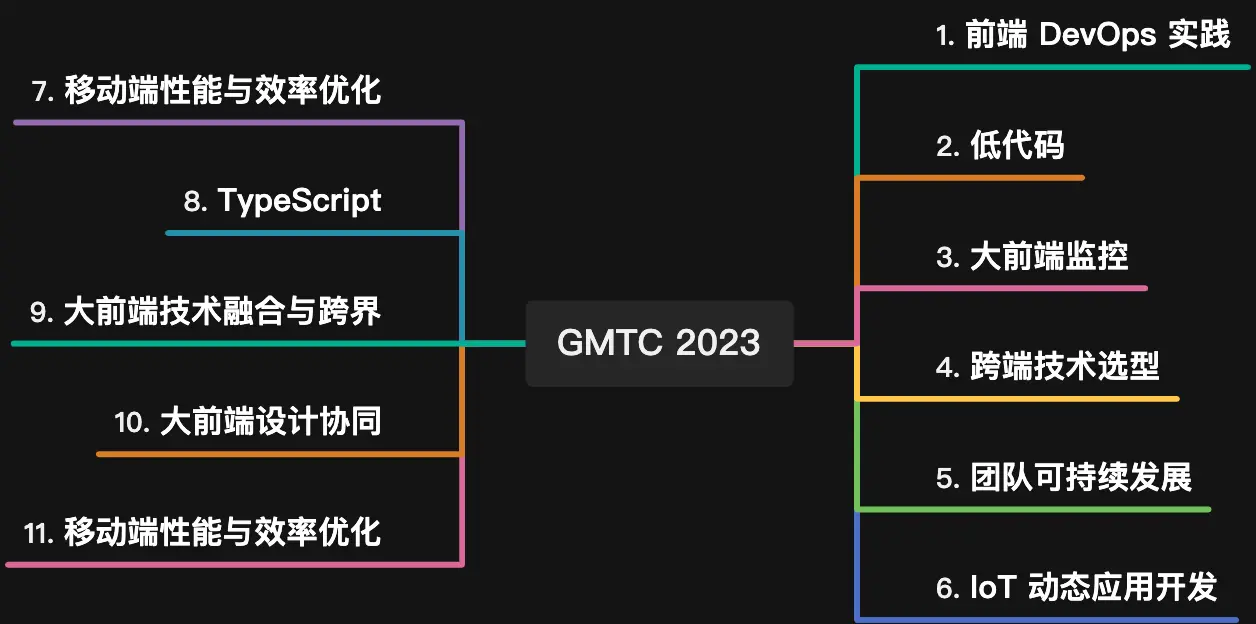 GMTC 2023
1. 前端 DevOps 实践
2. 低代码
3. 大前端监控
4. 跨端技术选型
5. 团队可持续发展
6. IoT 动态应用开发
7. 移动端性能与效率优化
8. TypeScript
9. 大前端技术融合与跨界
10. 大前端设计协同
11. 移动端性能与效率优化